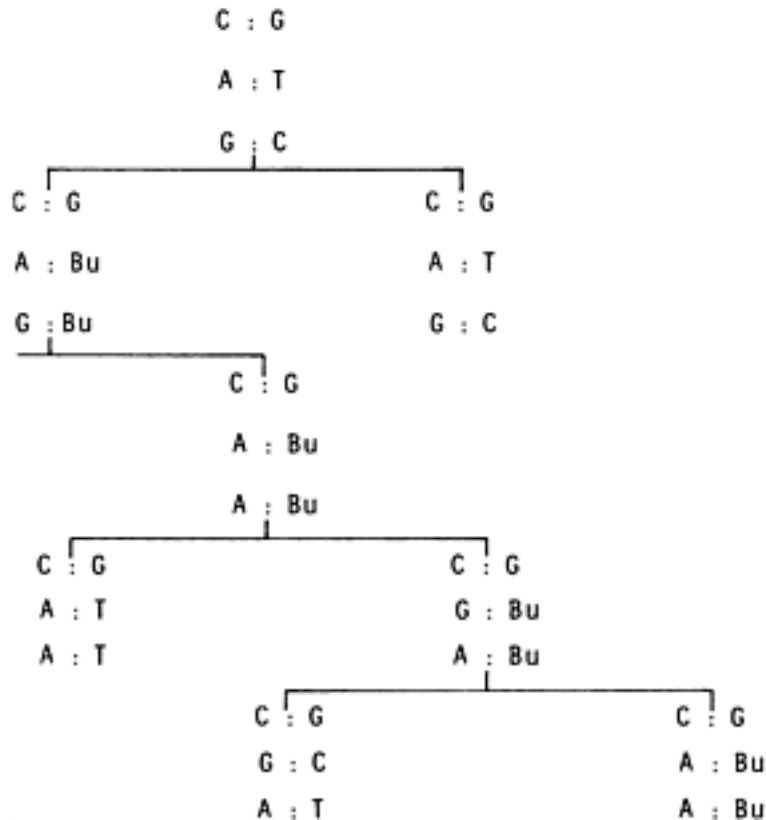 C : G
A : T
G : C
C : G C : G
A : Bu A : T
G : Bu G : C
C : G
A : Bu
A : Bu
C : G C : G
A : T G : Bu
A : T A : Bu
C : G C : G
G : C A : Bu
A : T A : Bu